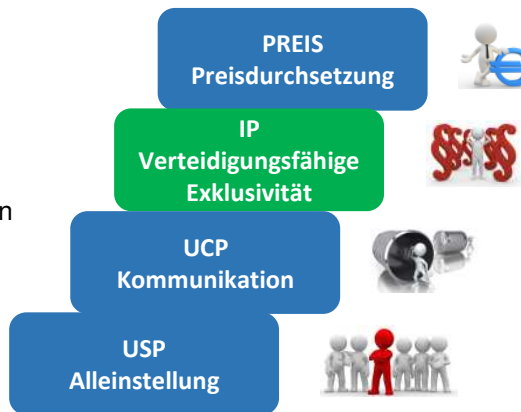 PREIS
Preisdurchsetzung
IP
Verteidigungsfähige
Exklusivität
n
UCP
Kommunikation
USP
Alleinstellung